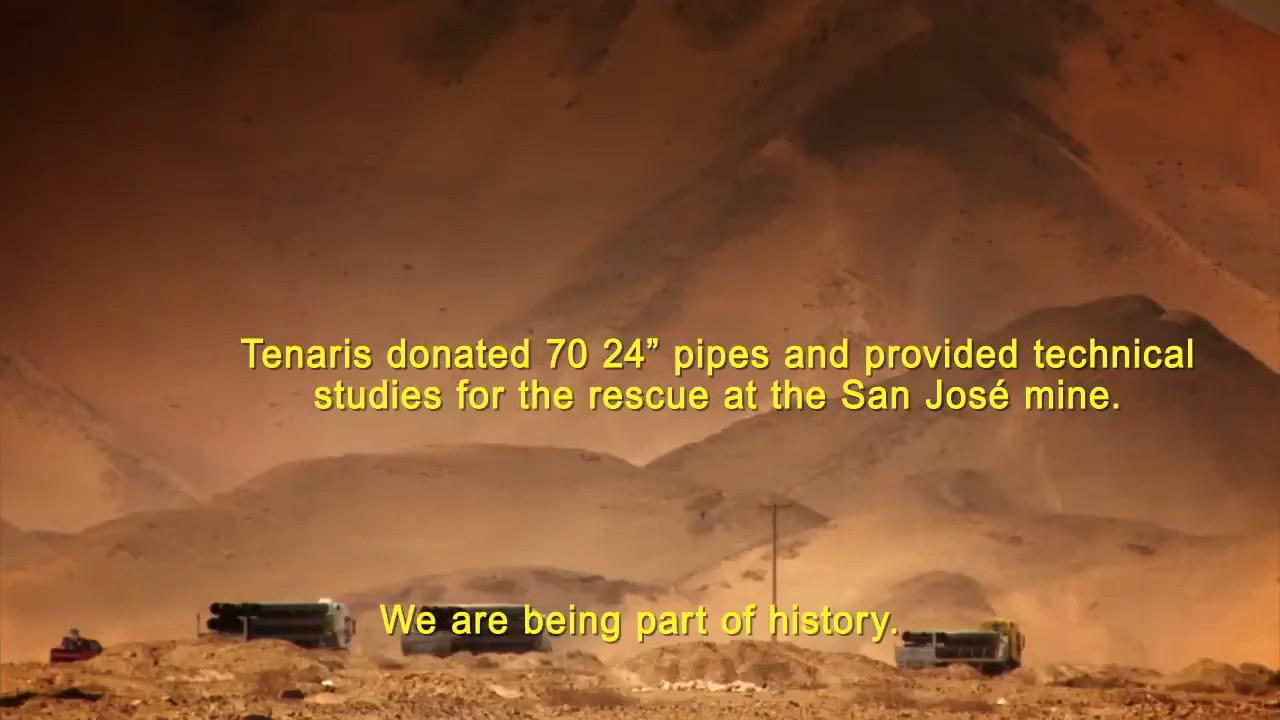 Tenaris donated 70 24” pipes and provided technical
studies for the rescue at the San José mine.
We are being part of history.